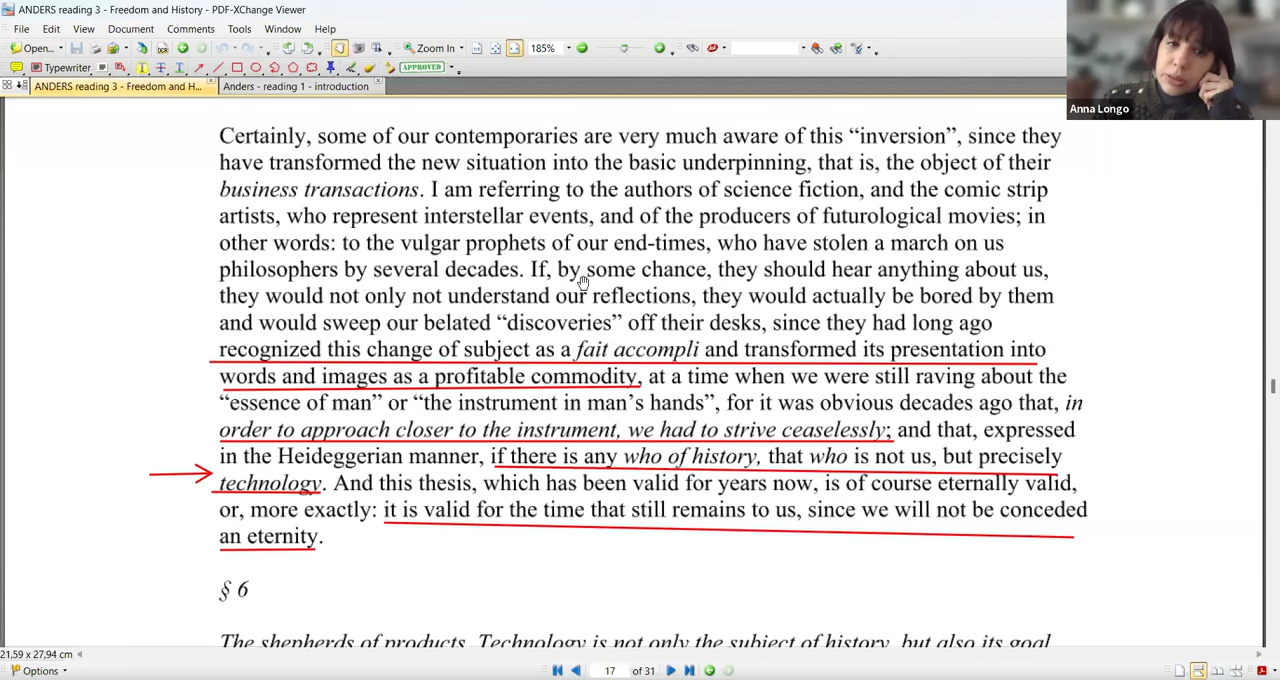 ANDERS reading 3 - Freedom and History - PDF-XChange Viewer
File Edit View Document Comments Tools Window Help
Open... OCR Zoom In 185%
Typewriter T T T APPROVED
ANDERS reading 3 - Freedom and H... Anders - reading 1 - introduction
Anna Longo
Certainly, some of our contemporaries are very much aware of this “inversion”, since they
have transformed the new situation into the basic underpinning, that is, the object of their
business transactions. I am referring to the authors of science fiction, and the comic strip
artists, who represent interstellar events, and of the producers of futurological movies; in
other words: to the vulgar prophets of our end-times, who have stolen a march on us
philosophers by several decades. If, by some chance, they should hear anything about us,
they would not only not understand our reflections, they would actually be bored by them
and would sweep our belated “discoveries” off their desks, since they had long ago
recognized this change of subject as a fait accompli and transformed its presentation into
words and images as a profitable commodity, at a time when we were still raving about the
“essence of man” or “the instrument in man’s hands”, for it was obvious decades ago that, in
order to approach closer to the instrument, we had to strive ceaselessly; and that, expressed
in the Heideggerian manner, if there is any who of history, that who is not us, but precisely
technology. And this thesis, which has been valid for years now, is of course eternally valid,
or, more exactly: it is valid for the time that still remains to us, since we will not be conceded
an eternity.
§ 6
The shepherds of products. Technology is not only the subject of history, but also its goal
21,59 x 27,94 cm
Options 17 of 31